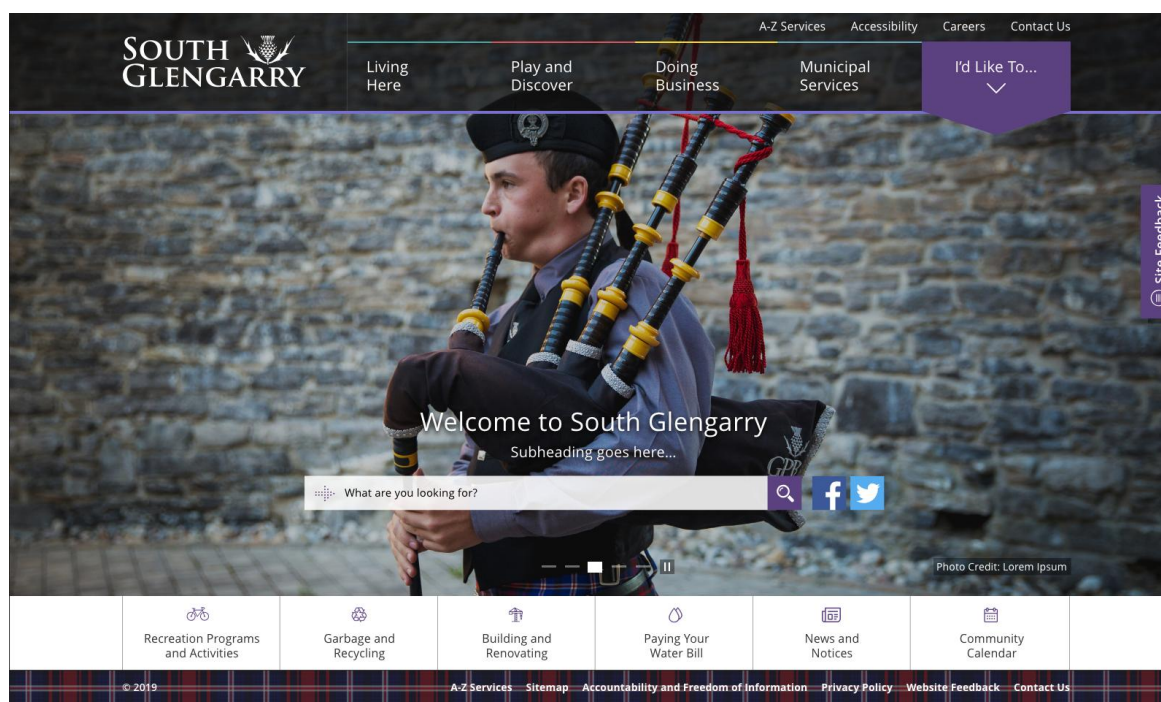 A-Z Services Accessibility Careers Contact Us
SOUTH
GLENGARRY
Living
Here
Play and
Discover
Doing
Business
Municipal
Services
I'd Like To...
Site Feedback
Welcome to South Glengarry
Subheading goes here...
GPB
What are you looking for?
Photo Credit: Lorem Ipsum
Recreation Programs
and Activities
Garbage and
Recycling
Building and
Renovating
Paying Your
Water Bill
News and
Notices
Community
Calendar
© 2019
A-Z Services Sitemap Accountability and Freedom of Information Privacy Policy Website Feedback Contact Us